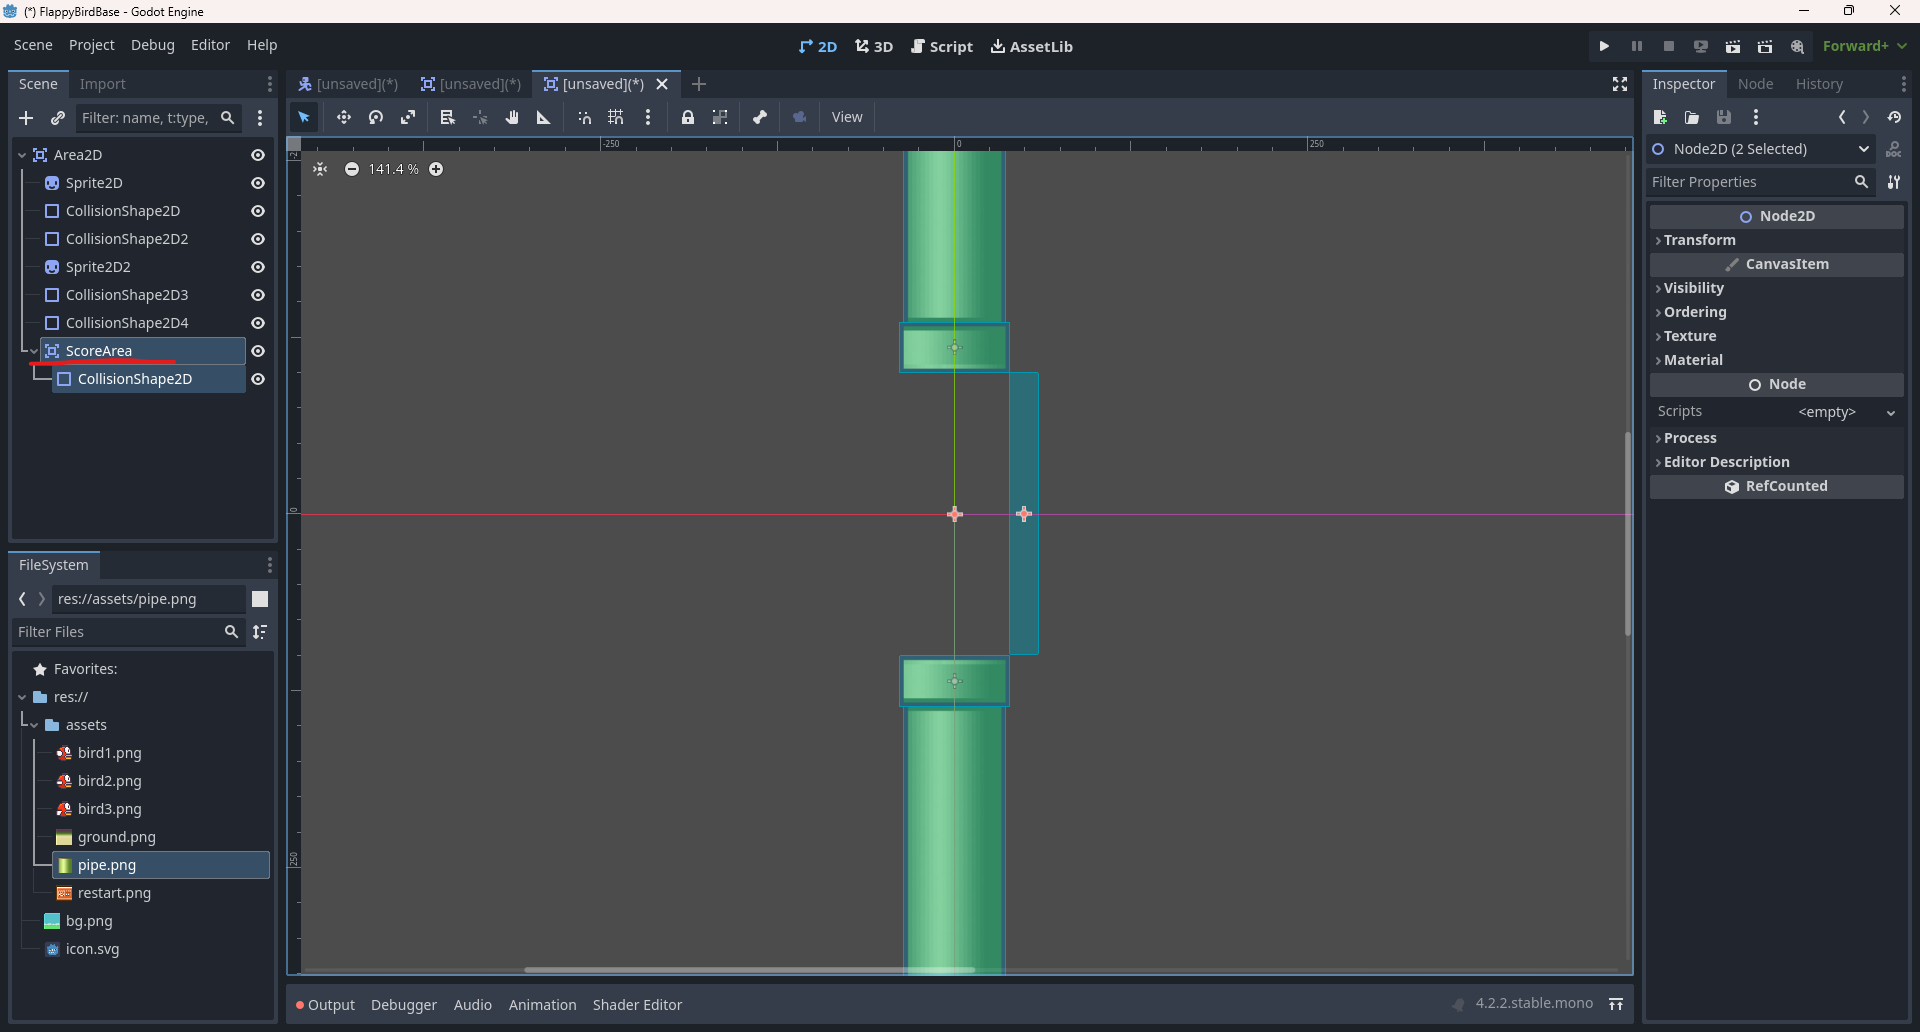 (*) FlappyBirdBase - Godot Engine
Scene Project Debug Editor Help
2D 3D Script AssetLib
Forward+
Scene Import
[unsaved](*) [unsaved](*) [unsaved](*)
Inspector Node History
Filter: name, t:type,
View
Area2D
Sprite2D
CollisionShape2D
CollisionShape2D2
Sprite2D2
CollisionShape2D3
CollisionShape2D4
ScoreArea
CollisionShape2D
-250 0 250
141.4 %
0
250
Node2D (2 Selected)
DOC
Filter Properties
Node2D
Transform
CanvasItem
Visibility
Ordering
Texture
Material
Node
Scripts <empty>
Process
Editor Description
RefCounted
FileSystem
res://assets/pipe.png
Filter Files
Favorites:
res://
assets
bird1.png
bird2.png
bird3.png
ground.png
pipe.png
restart.png
bg.png
icon.svg
Output Debugger Audio Animation Shader Editor
4.2.2.stable.mono